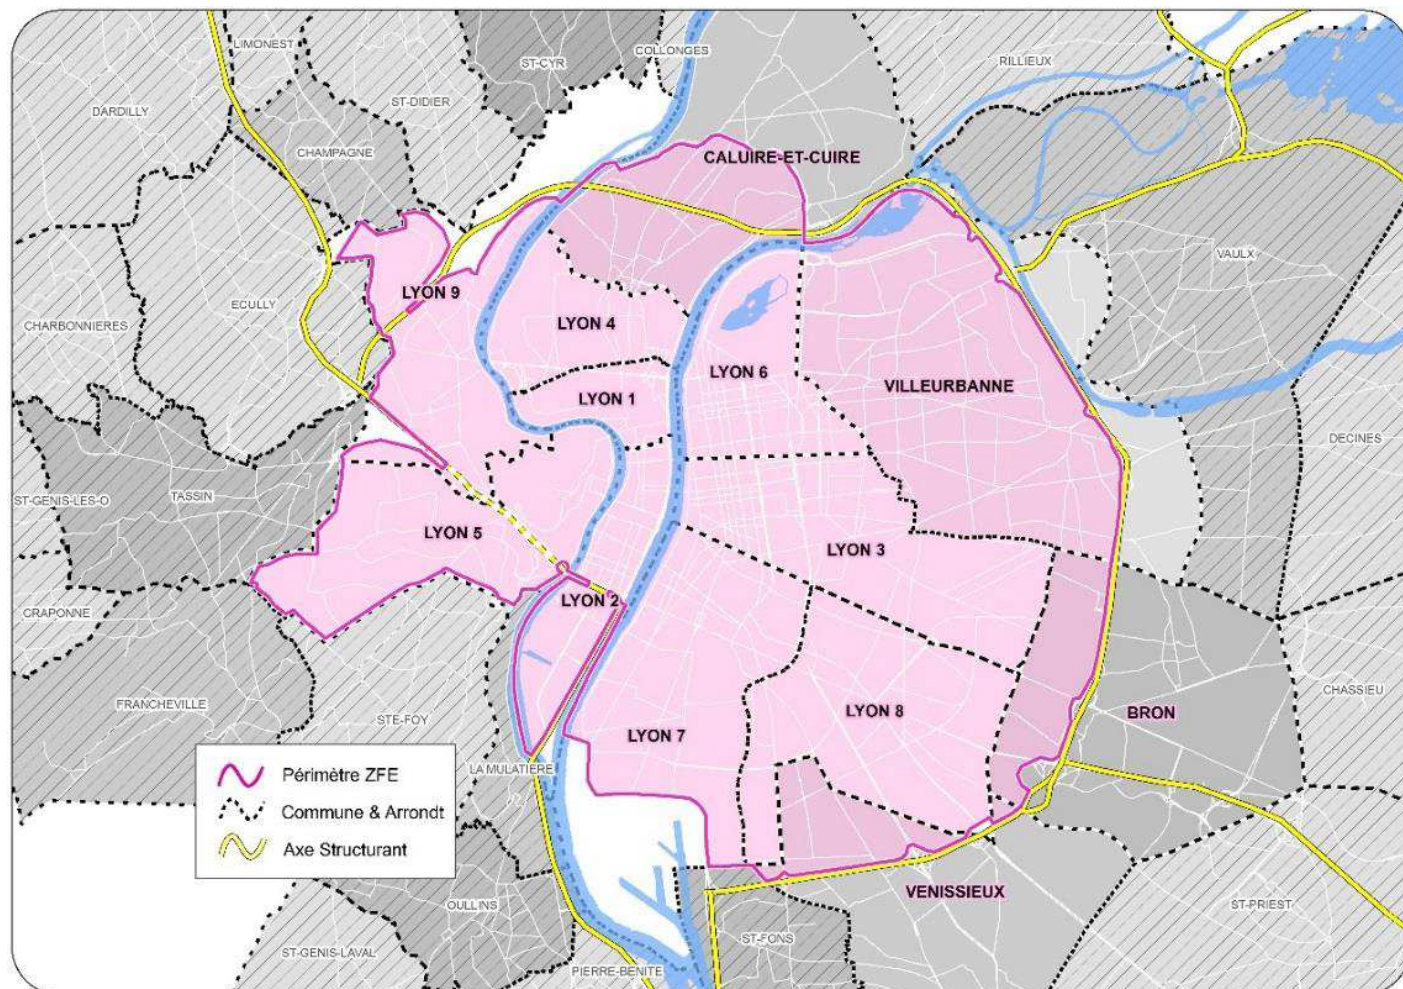 LIMONEST
COLLONGES
ST-CYR
RILLIEUX
ST-DIDIER
DARDILLY
CHAMPAGNE
CALUIRE-ET-CUIRE
VAULX
LYON 9
ECULLY
CHARBONNIERES
LYON 4
LYON 6
VILLEURBANNE
LYON 1
DECINES
ST-GENIS-LES-O
TASSIN
LYON 5
LYON 3
LYON 2
CRAPONNE
CHASSIEU
FRANCHEVILLE
STE-FOY
LYON 8
BRON
LYON 7
LA MULATIERE
Périmètre ZFE
Commune & Arrondt
Axe Structurant
VENISSIEUX
OULLINS
ST-PRIEST
ST-FONS
ST-GENIS-LAVAL
PIERRE-BENITE